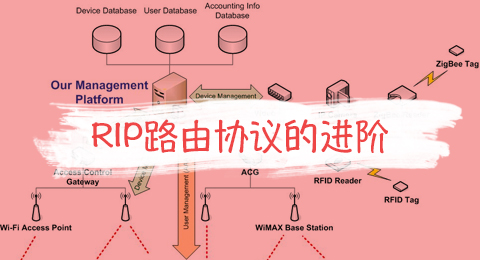 Device Database
User Database
Accounting Info
Database
ZigBee Tag
Our Management
Platform
Device Management
RIP路由协议的进阶
Access Control
Gateway
ACG
RFID Reader
RFID Tag
User Management
Wi-Fi Access Point
WiMAX Base Station